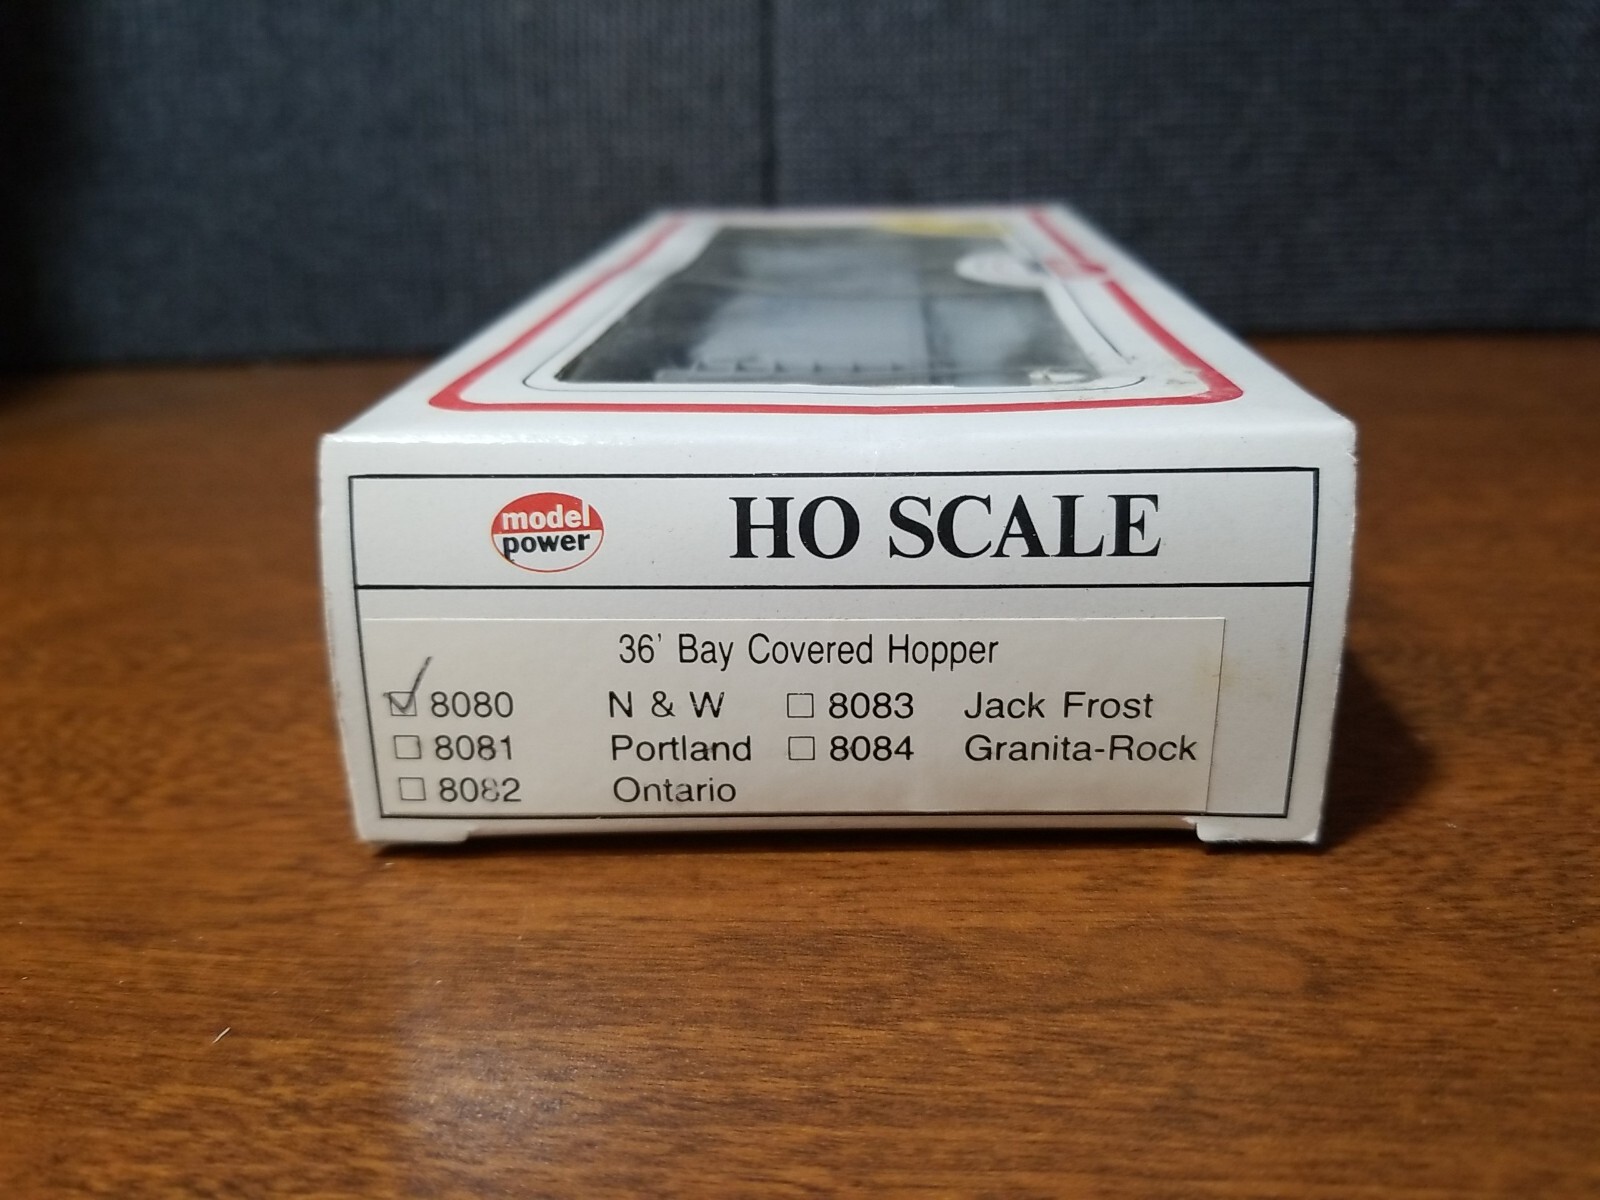 model
power
HO SCALE
36' Bay Covered Hopper
8080 N & W 8083 Jack Frost
8081 Portland 8084 Granita-Rock
8082 Ontario